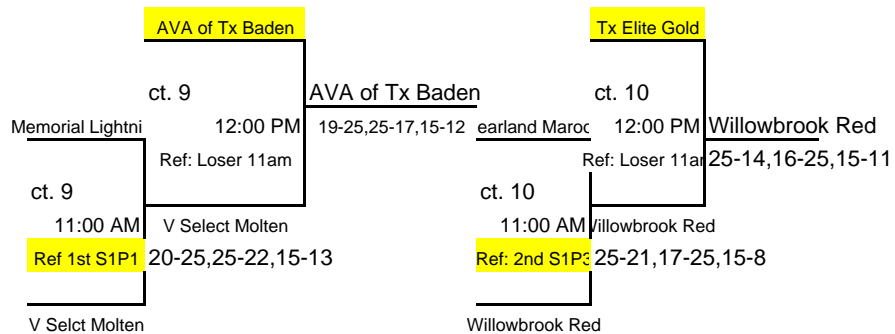 AVA of Tx Baden
Tx Elite Gold
ct. 9
ct. 10
AVA of Tx Baden
Memorial Lightni
12:00 PM
19-25,25-17,15-12
earland Maroc
12:00 PM
Willowbrook Red
Ref: Loser 11am
Ref: Loser 11ar
25-14,16-25,15-11
ct. 9
ct. 10
11:00 AM
V Select Molten
11:00 AM
Willowbrook Red
Ref 1st S1P1
20-25,25-22,15-13
Ref: 2nd S1P3
25-21,17-25,15-8
V Selct Molten
Willowbrook Red